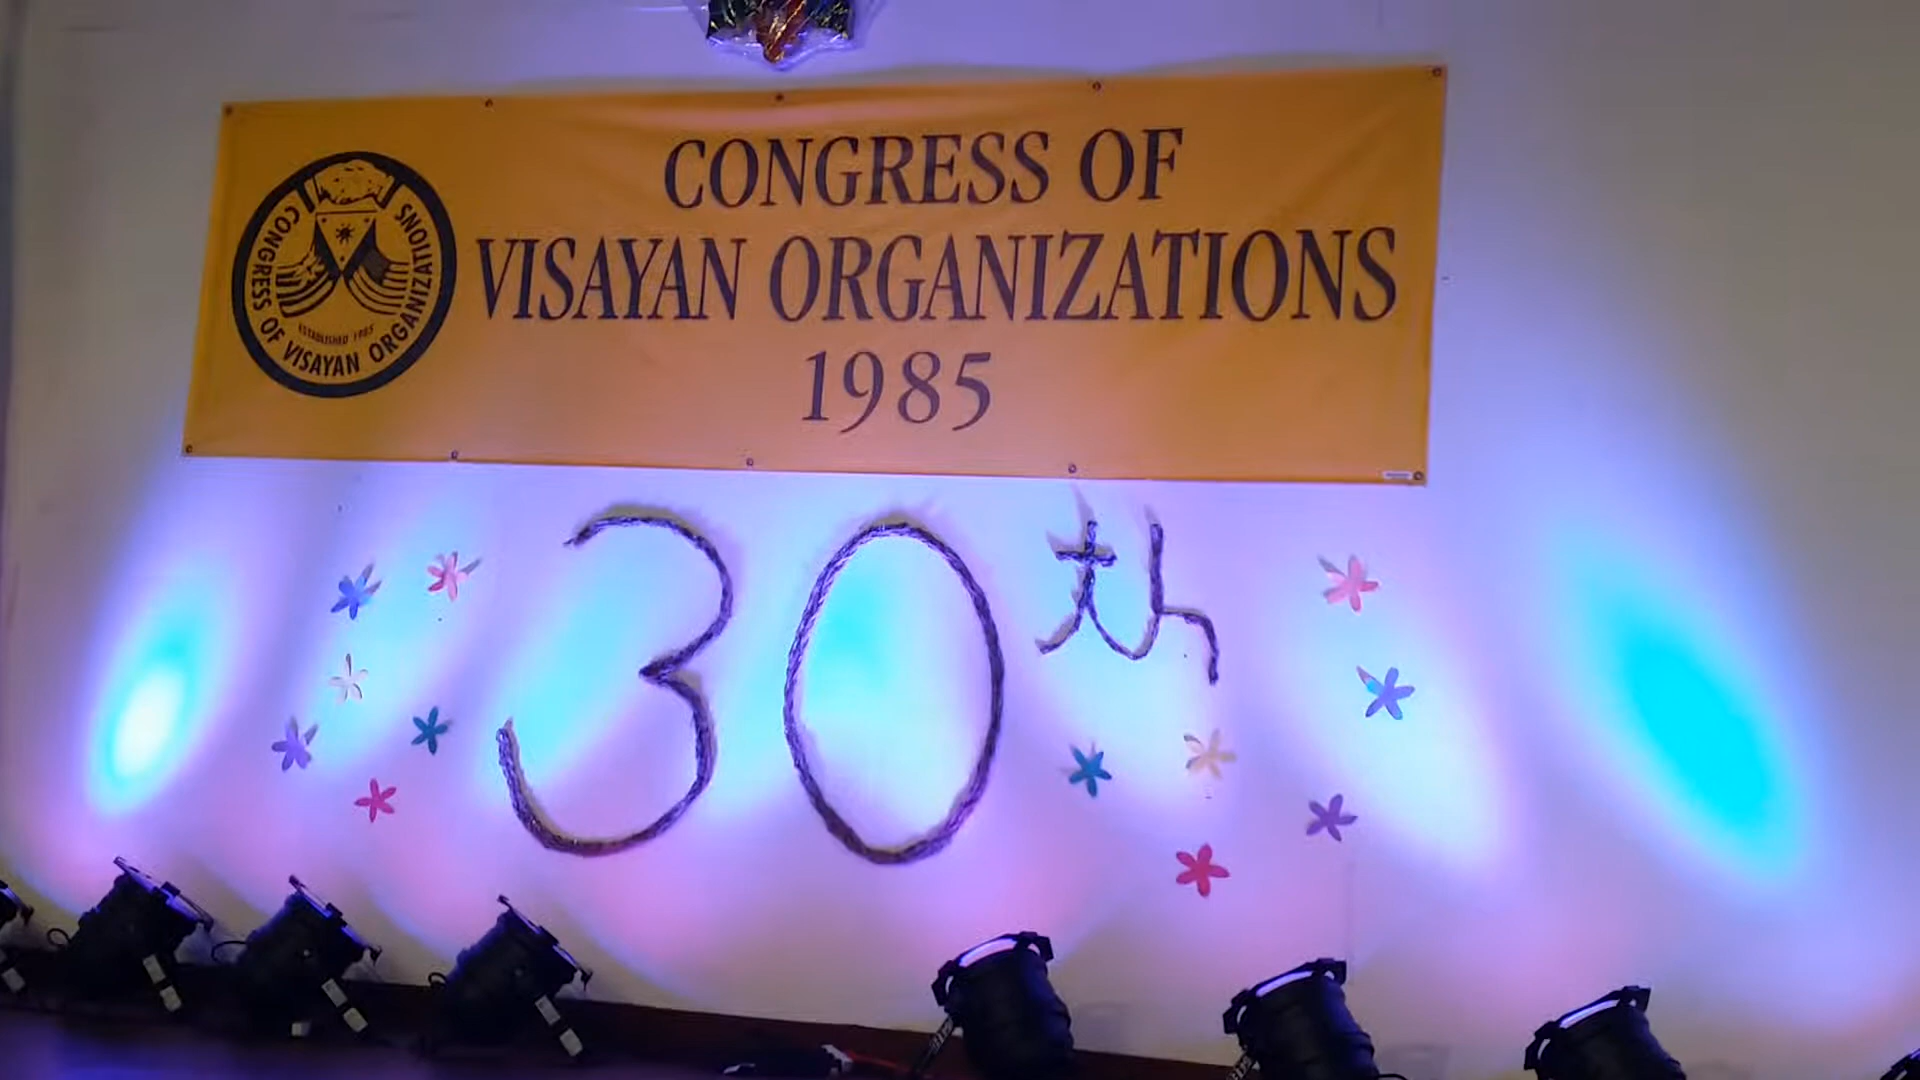 CONGRESS OF
VISAYAN ORGANIZATIONS
1985
CONGRESS OF VISAYAN ORGANIZATIONS
ESTABLISHED 1985
30th